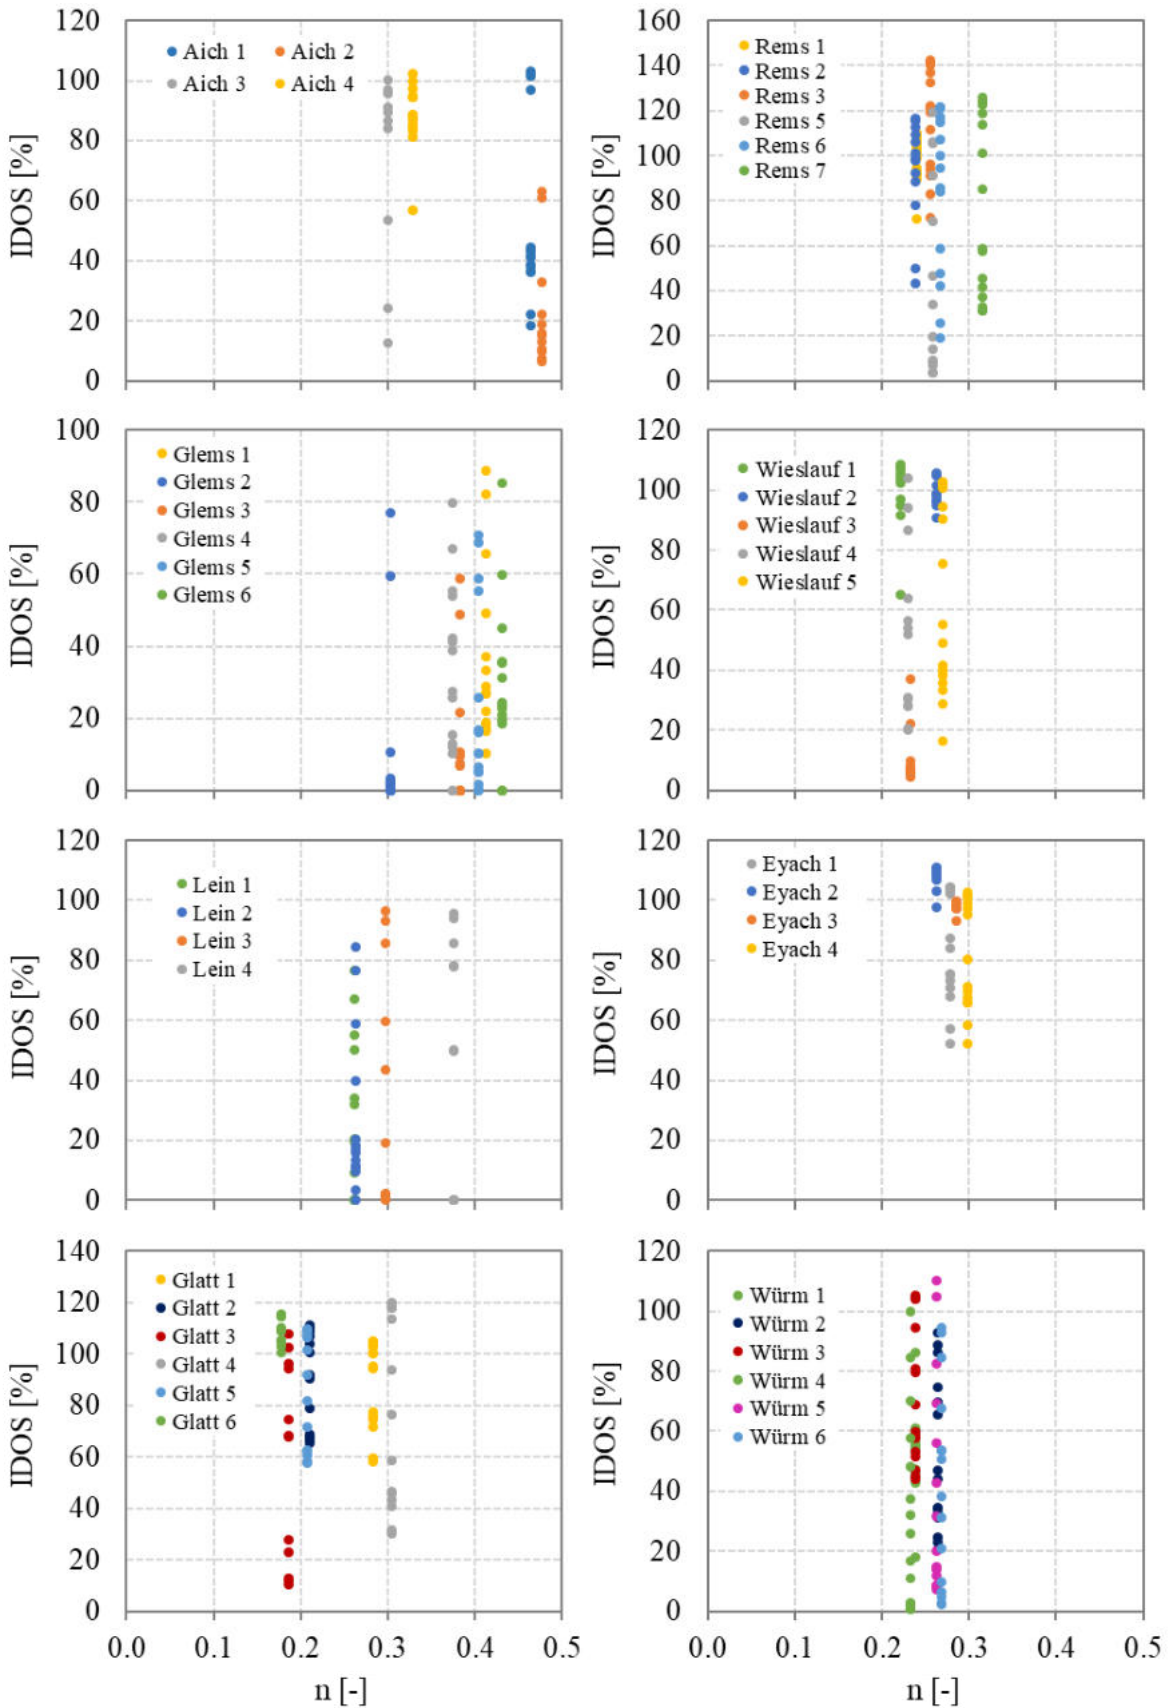 120
100
80
60
40
20
0
IDOS [%]
Aich 1 Aich 2
Aich 3 Aich 4
160
140
120
100
80
60
40
20
0
IDOS [%]
Rems 1
Rems 2
Rems 3
Rems 5
Rems 6
Rems 7
100
80
60
40
20
0
IDOS [%]
Glems 1
Glems 2
Glems 3
Glems 4
Glems 5
Glems 6
120
100
80
60
40
20
0
IDOS [%]
Wieslauf 1
Wieslauf 2
Wieslauf 3
Wieslauf 4
Wieslauf 5
120
100
80
60
40
20
0
IDOS [%]
Lein 1
Lein 2
Lein 3
Lein 4
120
100
80
60
40
20
0
IDOS [%]
Eyach 1
Eyach 2
Eyach 3
Eyach 4
140
120
100
80
60
40
20
0
IDOS [%]
Glatt 1
Glatt 2
Glatt 3
Glatt 4
Glatt 5
Glatt 6
0.0 0.1 0.2 0.3 0.4 0.5
n [-]
120
100
80
60
40
20
0
IDOS [%]
Würm 1
Würm 2
Würm 3
Würm 4
Würm 5
Würm 6
0.0 0.1 0.2 0.3 0.4 0.5
n [-]